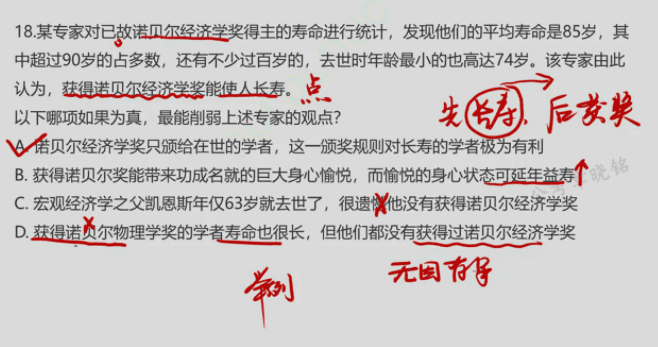 18.某专家对已故诺贝尔经济学奖得主的寿命进行统计，发现他们的平均寿命是85岁，其
中超过90岁的占多数，还有不少过百岁的，去世时年龄最小的也高达74岁。该专家由此
认为，获得诺贝尔经济学奖能使人长寿。 点
以下哪项如果为真，最能削弱上述专家的观点？
先长寿，后获奖
A. 诺贝尔经济学奖只颁给在世的学者，这一颁奖规则对长寿的学者极为有利
B. 获得诺贝尔奖能带来功成名就的巨大身心愉悦，而愉悦的身心状态可延年益寿↑
C. 宏观经济学之父凯恩斯年仅63岁就去世了，很遗憾他没有获得诺贝尔经济学奖
D. 获得诺贝尔物理学奖的学者寿命也很长，但他们都没有获得过诺贝尔经济学奖
举例
无因有果